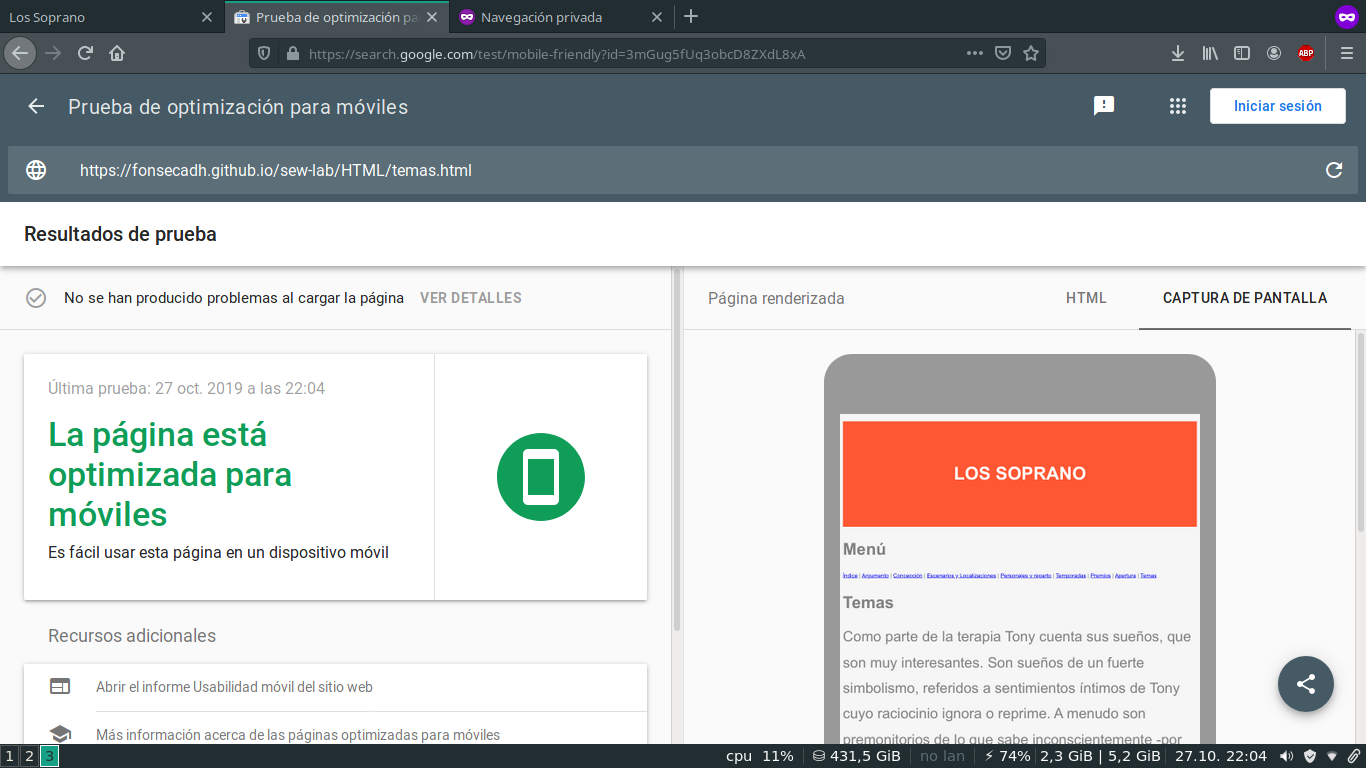 Los Soprano
Prueba de optimización pa
Navegación privada
https://search.google.com/test/mobile-friendly?id=3mGug5fUq3obcD8ZXdL8xA
ABP
Prueba de optimización para móviles
Iniciar sesión
https://fonsecadh.github.io/sew-lab/HTML/temas.html
Resultados de prueba
No se han producido problemas al cargar la página VER DETALLES
Página renderizada HTML CAPTURA DE PANTALLA
Última prueba: 27 oct. 2019 a las 22:04
La página está
optimizada para
móviles
Es fácil usar esta página en un dispositivo móvil
Recursos adicionales
Abrir el informe Usabilidad móvil del sitio web
Más información acerca de las páginas optimizadas para móviles
LOS SOPRANO
Menú
Índice | Argumento | Concepción | Escenarios y Localizaciones | Personajes y reparto | Temporadas | Premios | Apertura | Temas
Temas
Como parte de la terapia Tony cuenta sus sueños, que
son muy interesantes. Son sueños de un fuerte
simbolismo, referidos a sentimientos íntimos de Tony
cuyo raciocinio ignora o reprime. A menudo son
premonitorios de lo que sabe inconscientemente -por
1 2 3
cpu 11% 431,5 GiB no lan ⚡ 74% 2,3 GiB | 5,2 GiB 27.10. 22:04